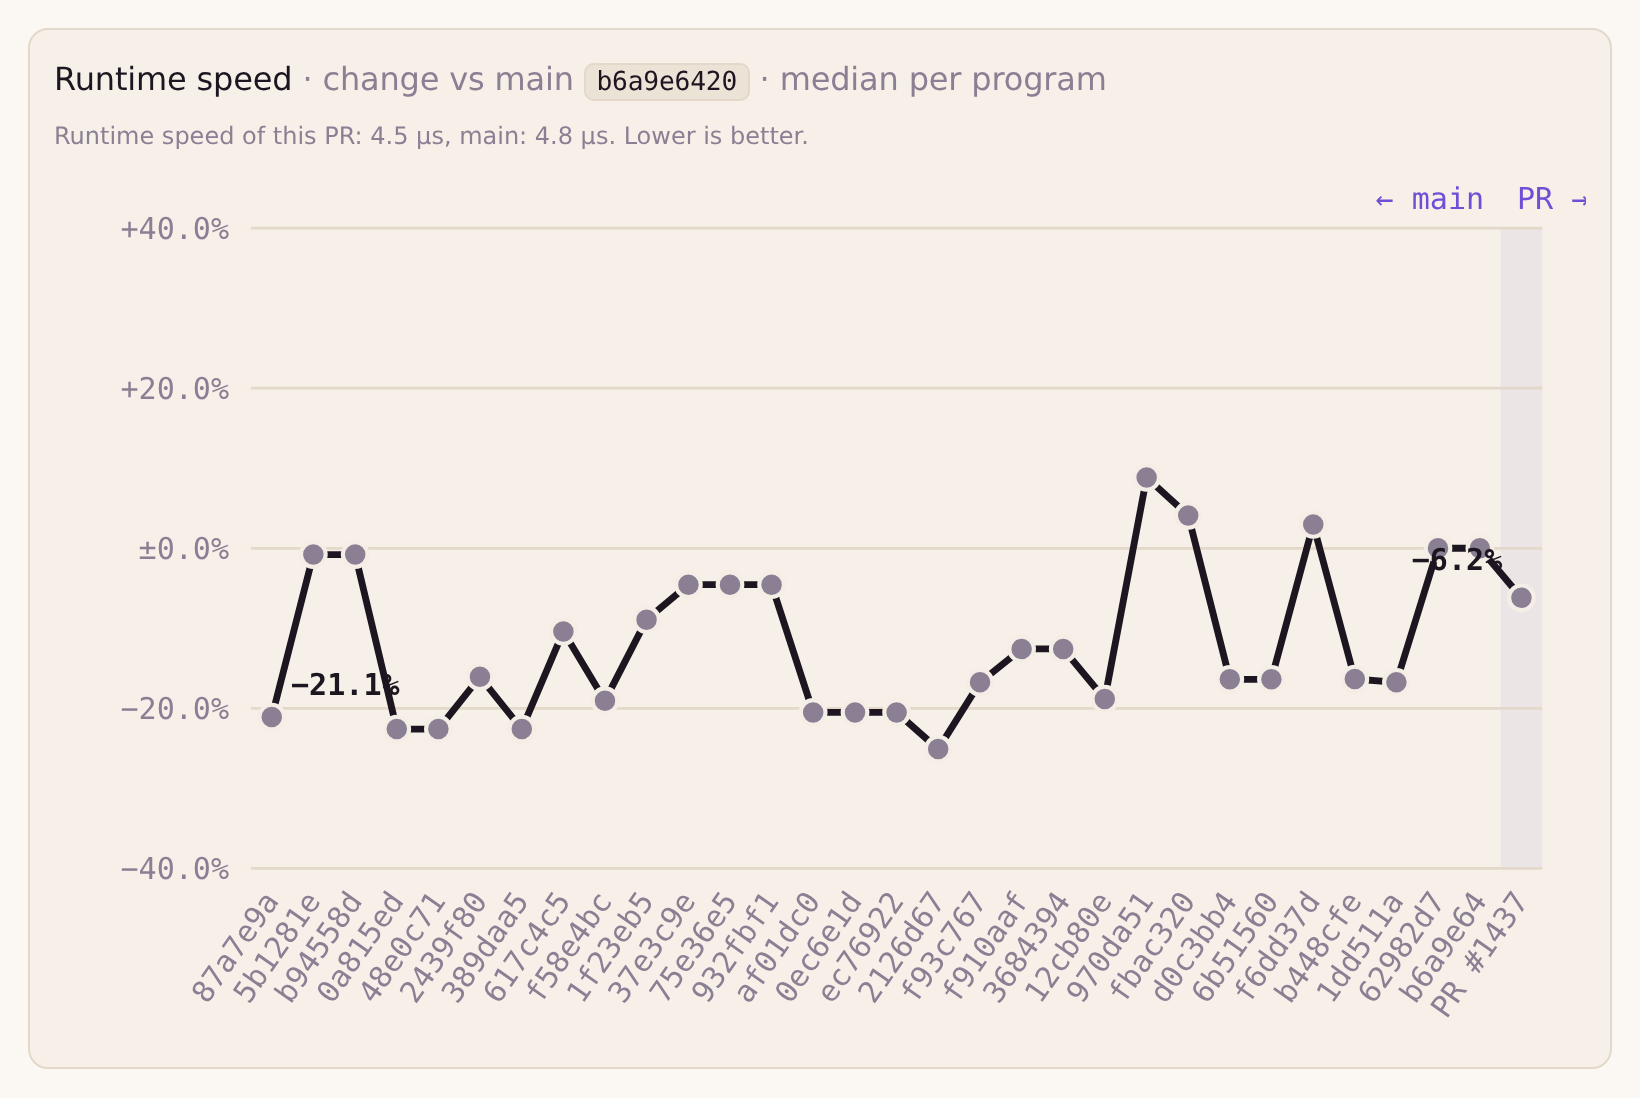 Runtime speed · change vs main b6a9e6420 · median per program
Runtime speed of this PR: 4.5 µs, main: 4.8 µs. Lower is better.
← main PR →
+40.0%
+20.0%
±0.0%
−20.0%
−40.0%
−21.1%
−6.2%
87a7e9a
5b1281e
b94558d
0a815ed
48e0c71
2439f80
389daa5
617c4c5
f58e4bc
1f23eb5
37e3c9e
75e36e5
932fbf1
af01dc0
0ec6e1d
ec76922
2126d67
f93c767
f910aaf
3684394
12cb80e
970da51
fbac320
d0c3bb4
6b51560
f6dd37d
b448cfe
1dd511a
62982d7
b6a9e64
PR #1437